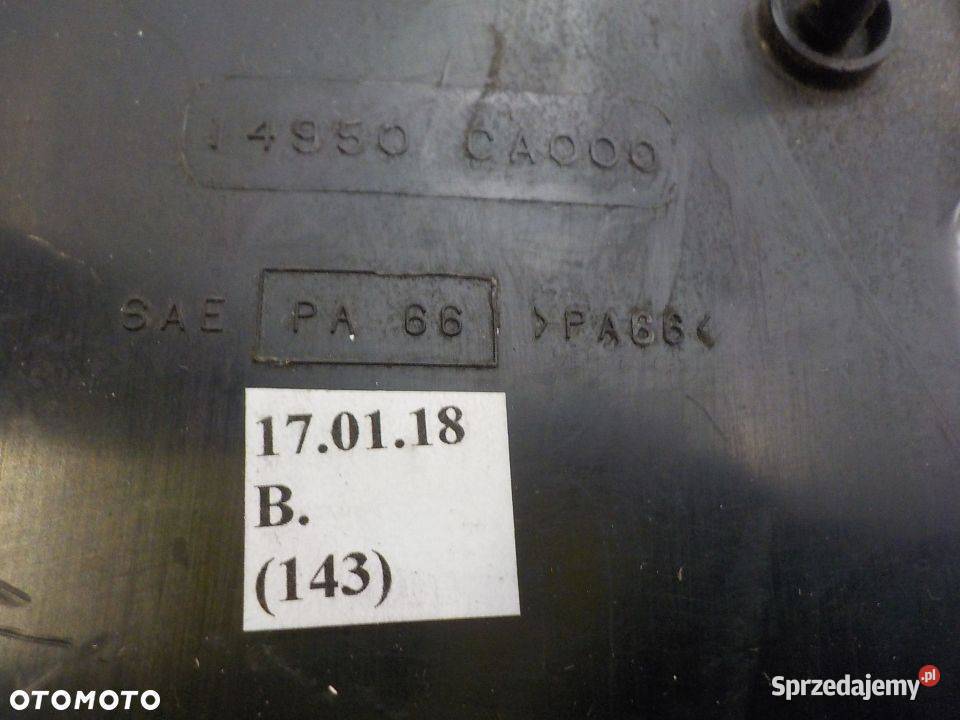 14950 CA000
SAE PA 66 >PA66<
17.01.18
B.
(143)
OTOMOTO
Sprzedajemy.pl